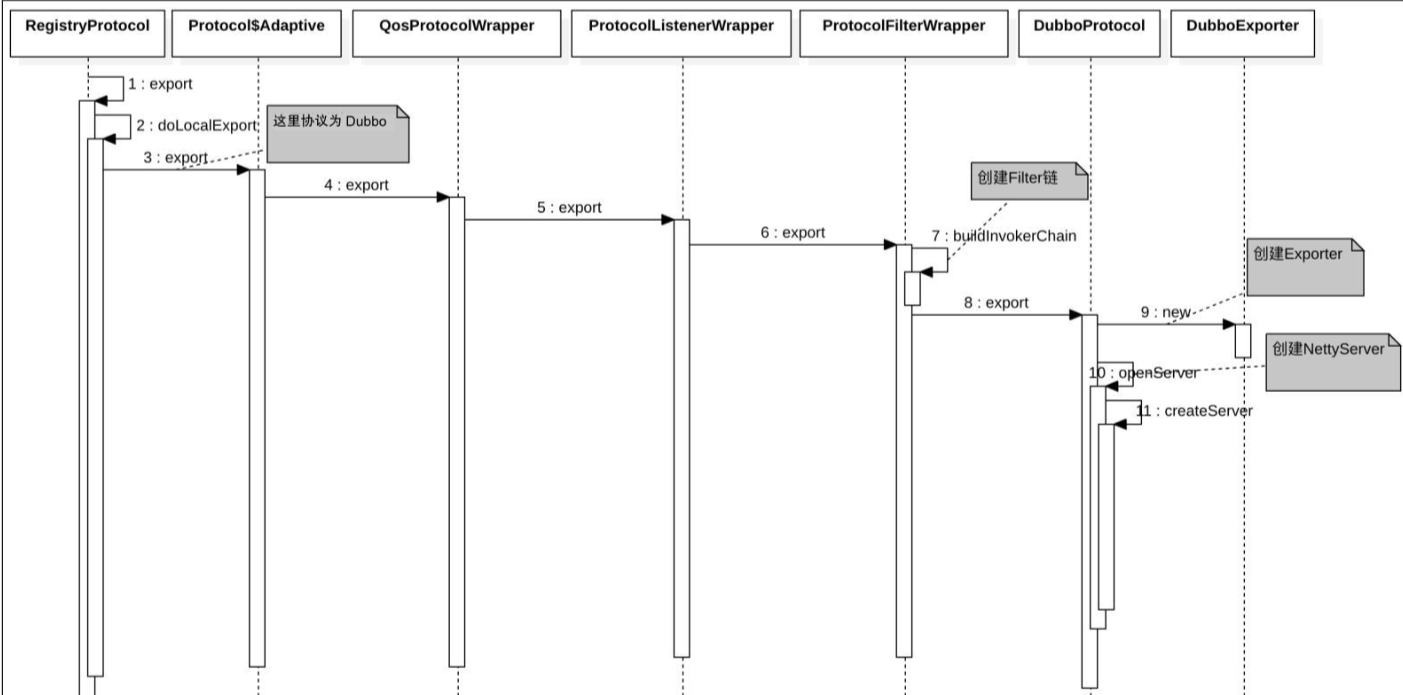 RegistryProtocol
Protocol$Adaptive
QosProtocolWrapper
ProtocolListenerWrapper
ProtocolFilterWrapper
DubboProtocol
DubboExporter
1 : export
2 : doLocalExport
这里协议为 Dubbo
3 : export
4 : export
5 : export
6 : export
创建Filter链
7 : buildInvokerChain
8 : export
创建Exporter
9 : new
创建NettyServer
10 : openServer
11 : createServer